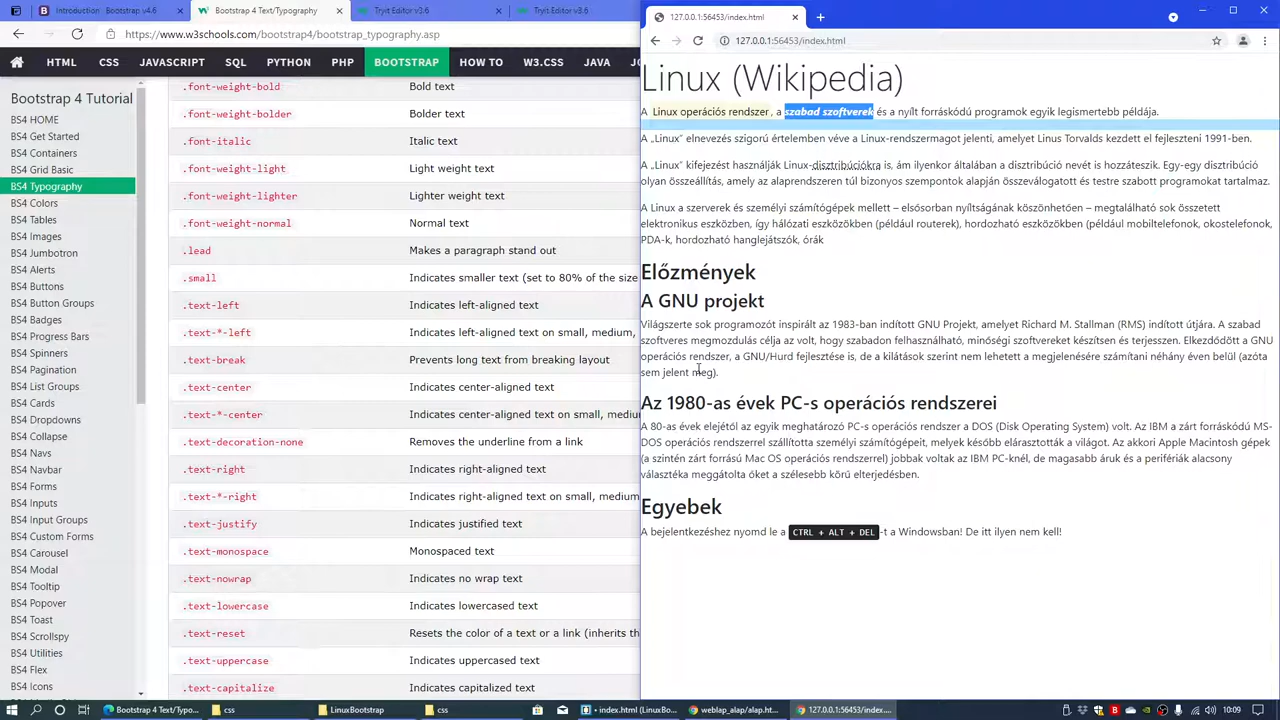 Introduction · Bootstrap v4.6
Bootstrap 4 Text/Typography
Tryit Editor v3.6
Tryit Editor v3.6
https://www.w3schools.com/bootstrap4/bootstrap_typography.asp
HTML CSS JAVASCRIPT SQL PYTHON PHP BOOTSTRAP HOW TO W3.CSS JAVA
Bootstrap 4 Tutorial
BS4 HOME
BS4 Get Started
BS4 Containers
BS4 Grid Basic
BS4 Typography
BS4 Colors
BS4 Tables
BS4 Images
BS4 Jumbotron
BS4 Alerts
BS4 Buttons
BS4 Button Groups
BS4 Badges
BS4 Progress Bars
BS4 Spinners
BS4 Pagination
BS4 List Groups
BS4 Cards
BS4 Dropdowns
BS4 Collapse
BS4 Navs
BS4 Navbar
BS4 Forms
BS4 Inputs
BS4 Input Groups
BS4 Custom Forms
BS4 Carousel
BS4 Modal
BS4 Tooltip
BS4 Popover
BS4 Toast
BS4 Scrollspy
BS4 Utilities
BS4 Flex
BS4 Icons
.font-weight-bold Bold text
.font-weight-bolder Bolder text
.font-italic Italic text
.font-weight-light Light weight text
.font-weight-lighter Lighter weight text
.font-weight-normal Normal text
.lead Makes a paragraph stand out
.small Indicates smaller text (set to 80% of the size
.text-left Indicates left-aligned text
.text-*-left Indicates left-aligned text on small, medium,
.text-break Prevents long text from breaking layout
.text-center Indicates center-aligned text
.text-*-center Indicates center-aligned text on small, medium,
.text-decoration-none Removes the underline from a link
.text-right Indicates right-aligned text
.text-*-right Indicates right-aligned text on small, medium,
.text-justify Indicates justified text
.text-monospace Monospaced text
.text-nowrap Indicates no wrap text
.text-lowercase Indicates lowercased text
.text-reset Resets the color of a text or a link (inherits th
.text-uppercase Indicates uppercased text
.text-capitalize Indicates capitalized text
127.0.0.1:56453/index.html
127.0.0.1:56453/index.html
Linux (Wikipedia)
A Linux operációs rendszer, a szabad szoftverek és a nyílt forráskódú programok egyik legismertebb példája.
A „Linux” elnevezés szigorú értelemben véve a Linux-rendszermagot jelenti, amelyet Linus Torvalds kezdett el fejleszteni 1991-ben.
A „Linux” kifejezést használják Linux-disztribúciókra is, ám ilyenkor általában a disztribúció nevét is hozzáteszik. Egy-egy disztribúció
olyan összeállítás, amely az alaprendszeren túl bizonyos szempontok alapján összeválogatott és testre szabott programokat tartalmaz.
A Linux a szerverek és személyi számítógépek mellett – elsősorban nyíltságának köszönhetően – megtalálható sok összetett
elektronikus eszközben, így hálózati eszközökben (például routerek), hordozható eszközökben (például mobiltelefonok, okostelefonok,
PDA-k, hordozható hanglejátszók, órák
Előzmények
A GNU projekt
Világszerte sok programozót inspirált az 1983-ban indított GNU Projekt, amelyet Richard M. Stallman (RMS) indított útjára. A szabad
szoftveres megmozdulás célja az volt, hogy szabadon felhasználható, minőségi szoftvereket készítsen és terjesszen. Elkezdődött a GNU
operációs rendszer, a GNU/Hurd fejlesztése is, de a kilátások szerint nem lehetett a megjelenésére számítani néhány éven belül (azóta
sem jelent meg).
Az 1980-as évek PC-s operációs rendszerei
A 80-as évek elejétől az egyik meghatározó PC-s operációs rendszer a DOS (Disk Operating System) volt. Az IBM a zárt forráskódú MS-
DOS operációs rendszerrel szállította személyi számítógépeit, melyek később elárasztották a világot. Az akkori Apple Macintosh gépek
(a szintén zárt forrású Mac OS operációs rendszerrel) jobbak voltak az IBM PC-knél, de magasabb áruk és a perifériák alacsony
választéka meggátolta őket a szélesebb körű elterjedésben.
Egyebek
A bejelentkezéshez nyomd le a CTRL + ALT + DEL-t a Windowsban! De itt ilyen nem kell!
Bootstrap 4 Text/Typo...
css
LinuxBootstrap
css
• index.html (LinuxBo...
weblap_alap/alap.ht...
127.0.0.1:56453/inde...
10:09